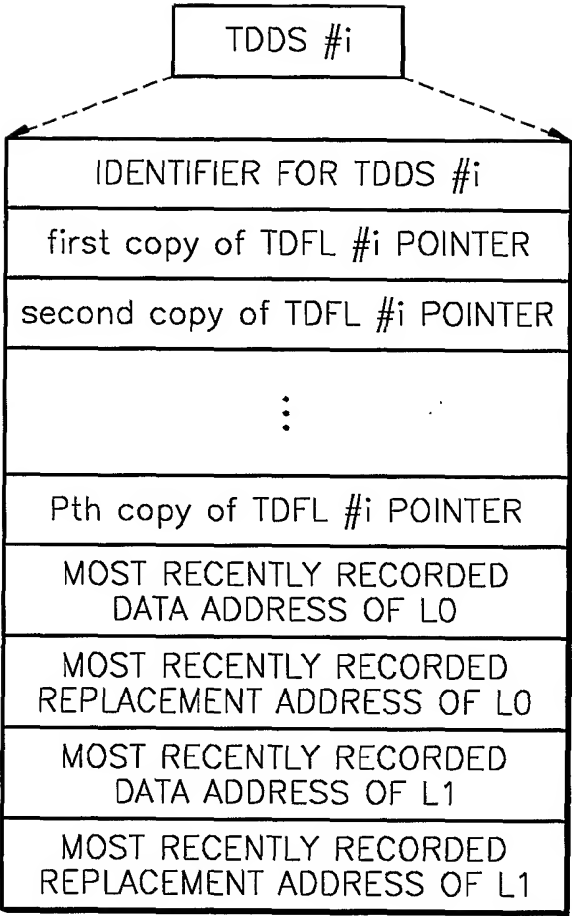 TDDS #i
IDENTIFIER FOR TDDS #i
first copy of TDFL #i POINTER
second copy of TDFL #i POINTER
⋮
Pth copy of TDFL #i POINTER
MOST RECENTLY RECORDED
DATA ADDRESS OF L0
MOST RECENTLY RECORDED
REPLACEMENT ADDRESS OF L0
MOST RECENTLY RECORDED
DATA ADDRESS OF L1
MOST RECENTLY RECORDED
REPLACEMENT ADDRESS OF L1